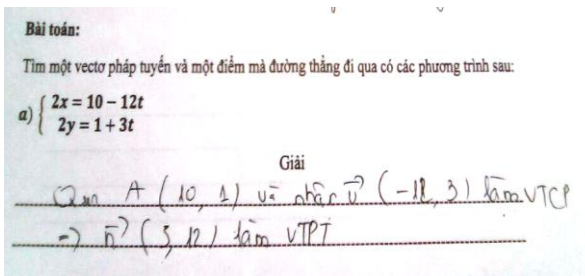 Bài toán:
Tìm một vectơ pháp tuyến và một điểm mà đường thẳng đi qua có các phương trình sau:
a) { 2x = 10 − 12t
2y = 1 + 3t
Giải
Qua A (10, 1) và nhận u⃗ (−12, 3) làm VTCP
=> n⃗ (3, 12) làm VTPT